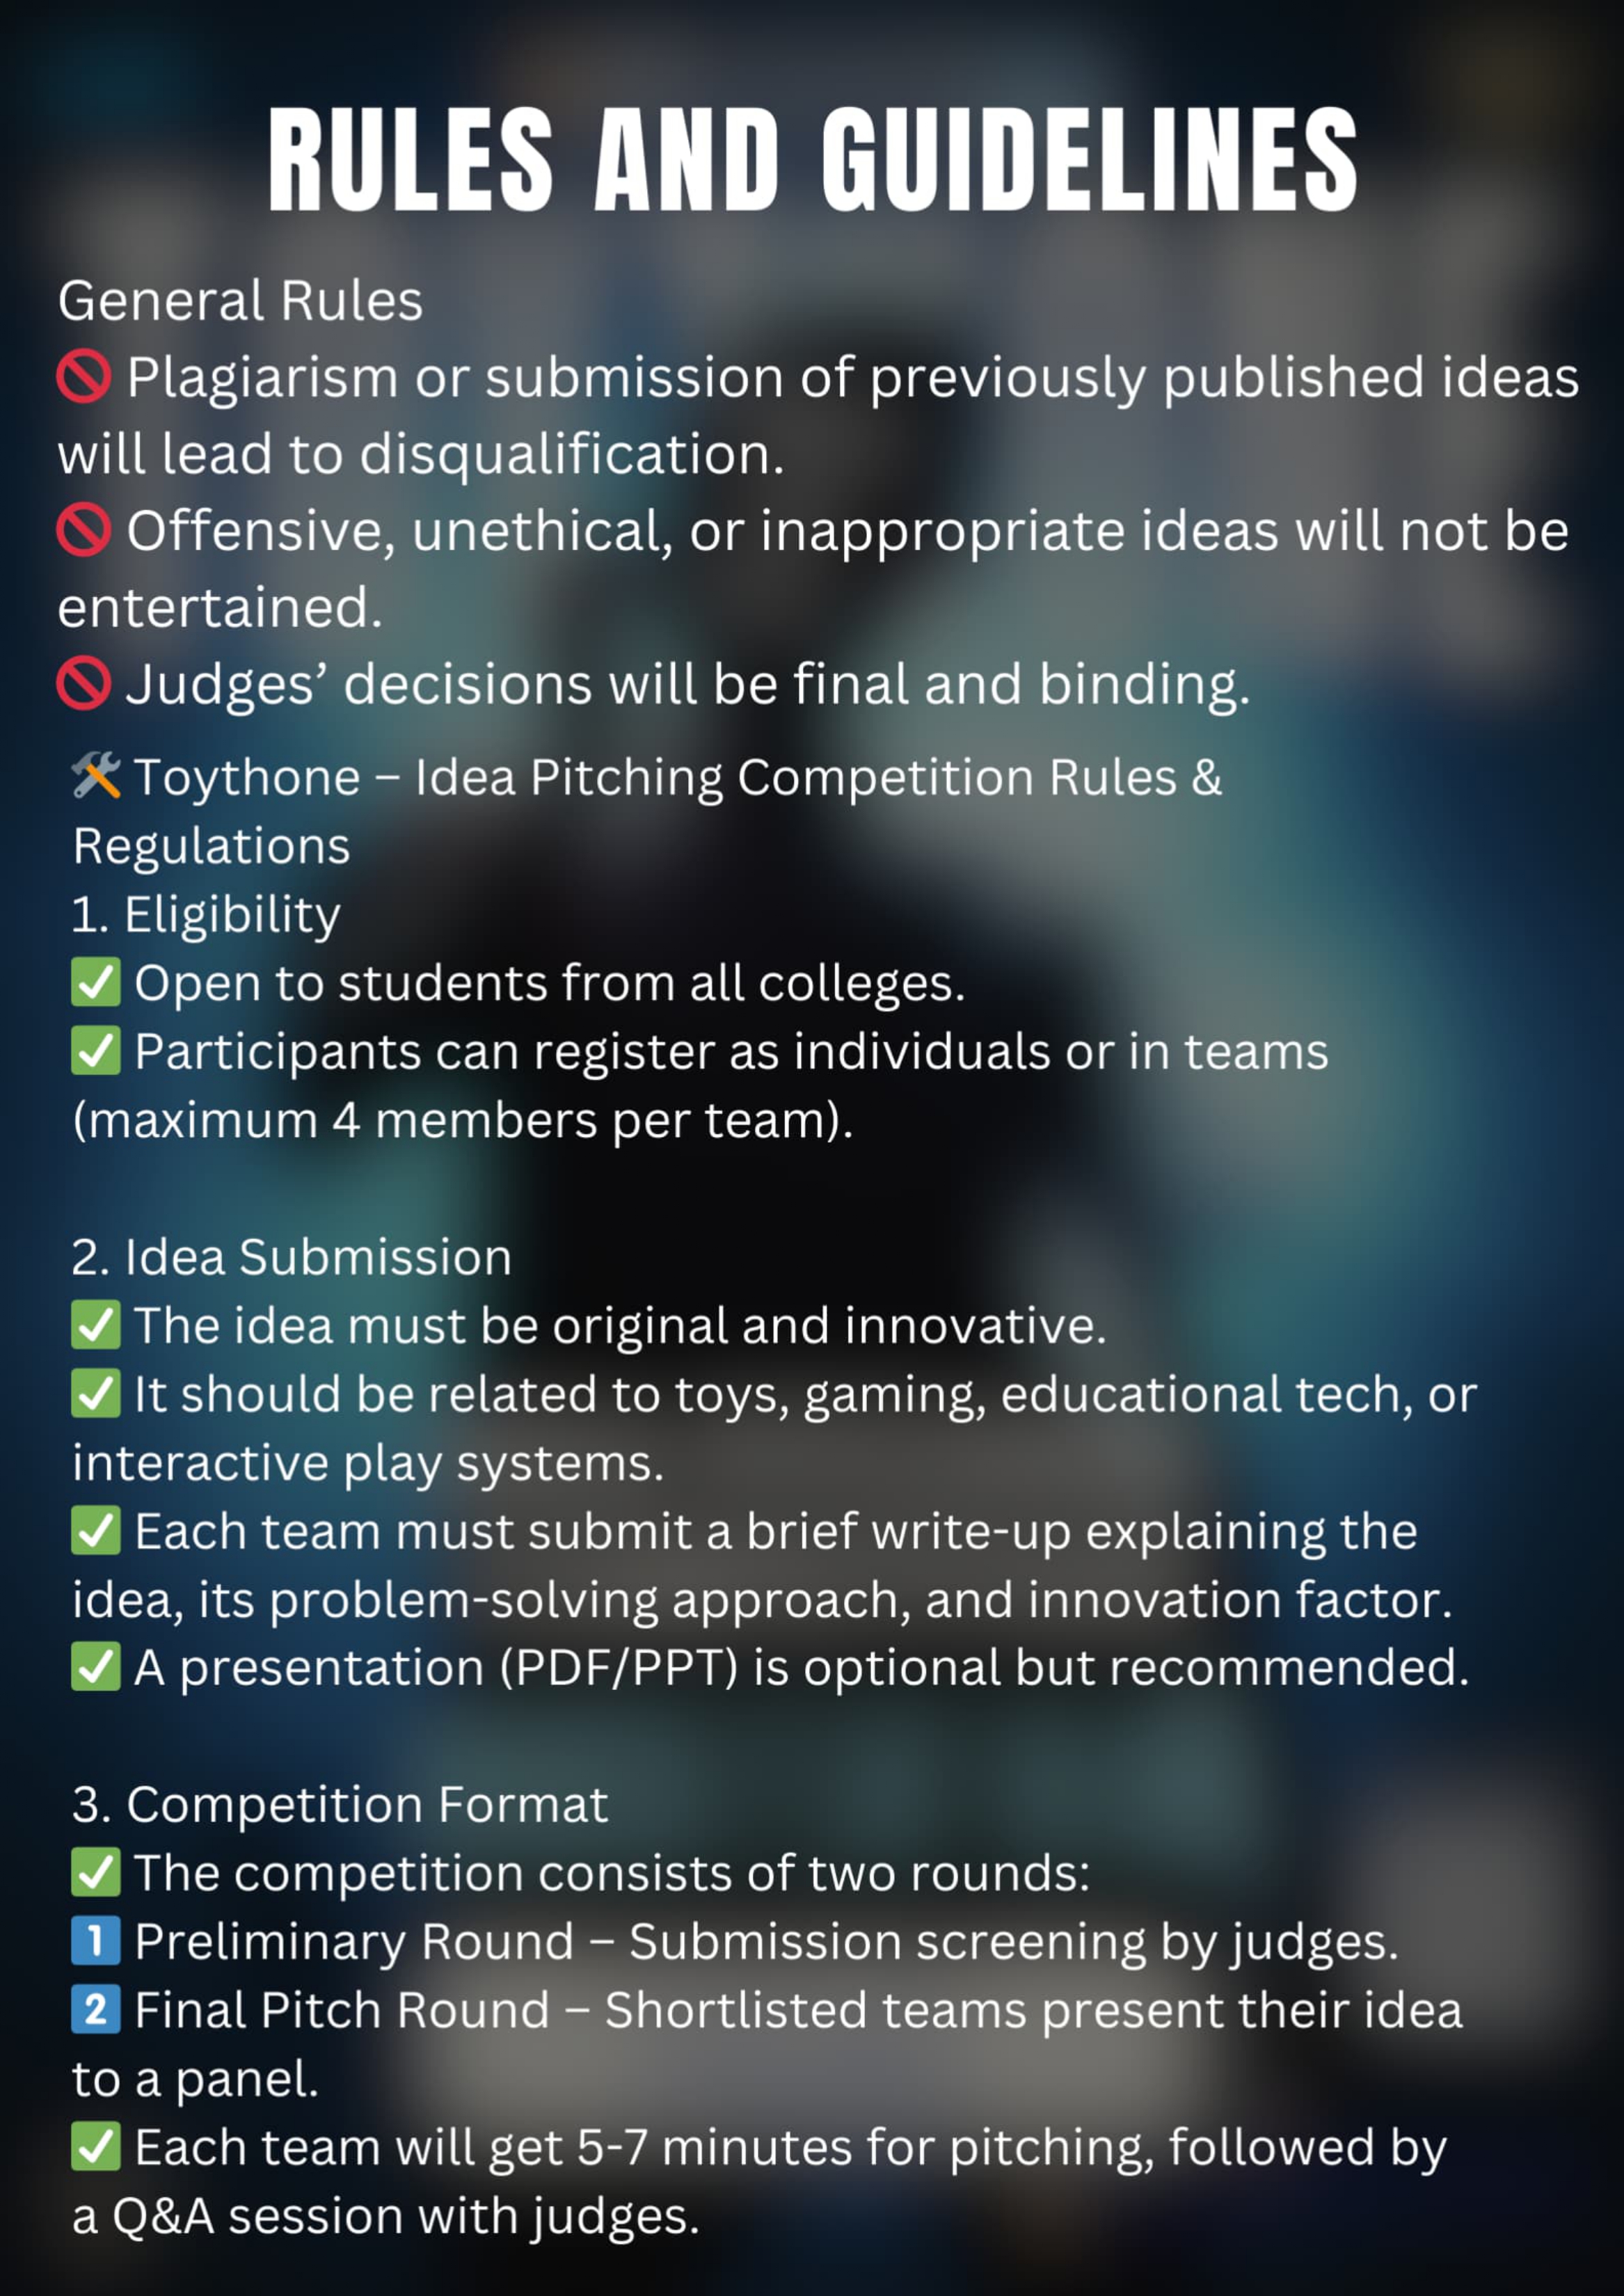 RULES AND GUIDELINES
General Rules
🚫 Plagiarism or submission of previously published ideas
will lead to disqualification.
🚫 Offensive, unethical, or inappropriate ideas will not be
entertained.
🚫 Judges’ decisions will be final and binding.
🛠️ Toythone – Idea Pitching Competition Rules &
Regulations
1. Eligibility
✅ Open to students from all colleges.
✅ Participants can register as individuals or in teams
(maximum 4 members per team).
2. Idea Submission
✅ The idea must be original and innovative.
✅ It should be related to toys, gaming, educational tech, or
interactive play systems.
✅ Each team must submit a brief write-up explaining the
idea, its problem-solving approach, and innovation factor.
✅ A presentation (PDF/PPT) is optional but recommended.
3. Competition Format
✅ The competition consists of two rounds:
1️⃣ Preliminary Round – Submission screening by judges.
2️⃣ Final Pitch Round – Shortlisted teams present their idea
to a panel.
✅ Each team will get 5-7 minutes for pitching, followed by
a Q&A session with judges.